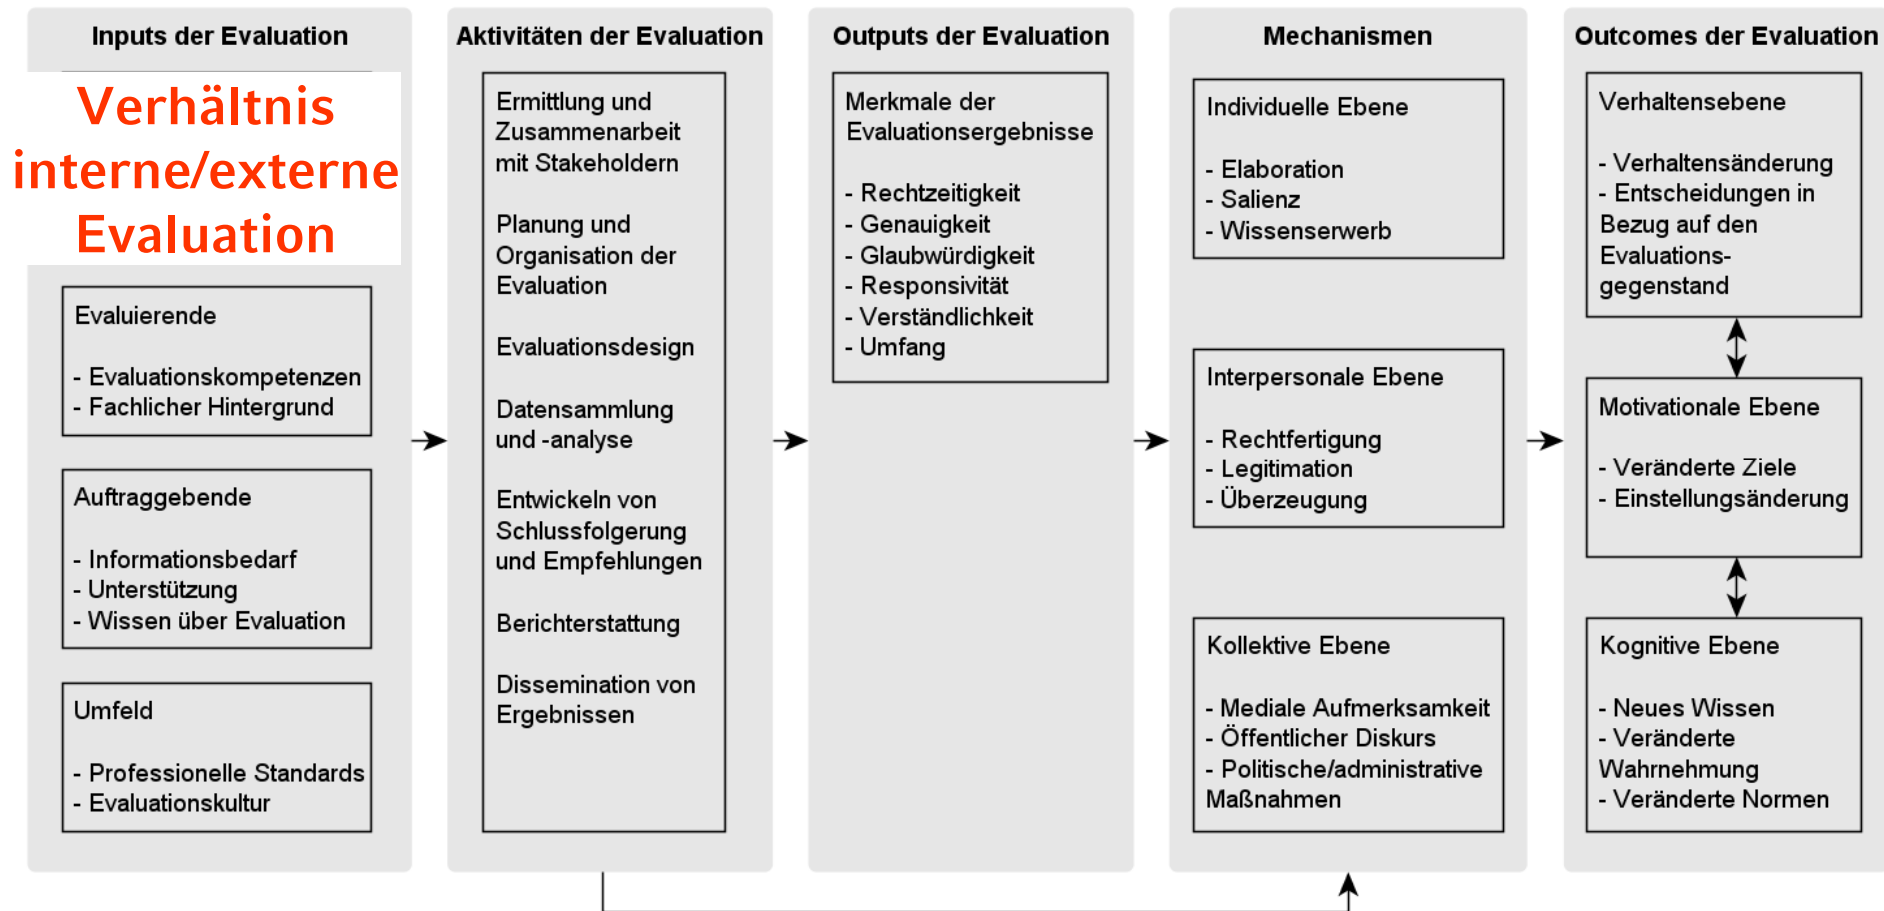 Inputs der Evaluation
Verhältnis
interne/externe
Evaluation
Evaluierende
- Evaluationskompetenzen
- Fachlicher Hintergrund
Auftraggebende
- Informationsbedarf
- Unterstützung
- Wissen über Evaluation
Umfeld
- Professionelle Standards
- Evaluationskultur
Aktivitäten der Evaluation
Ermittlung und
Zusammenarbeit
mit Stakeholdern
Planung und
Organisation der
Evaluation
Evaluationsdesign
Datensammlung
und -analyse
Entwickeln von
Schlussfolgerung
und Empfehlungen
Berichterstattung
Dissemination von
Ergebnissen
Outputs der Evaluation
Merkmale der
Evaluationsergebnisse
- Rechtzeitigkeit
- Genauigkeit
- Glaubwürdigkeit
- Responsivität
- Verständlichkeit
- Umfang
Mechanismen
Individuelle Ebene
- Elaboration
- Salienz
- Wissenserwerb
Interpersonale Ebene
- Rechtfertigung
- Legitimation
- Überzeugung
Kollektive Ebene
- Mediale Aufmerksamkeit
- Öffentlicher Diskurs
- Politische/administrative
Maßnahmen
Outcomes der Evaluation
Verhaltensebene
- Verhaltensänderung
- Entscheidungen in
Bezug auf den
Evaluations-
gegenstand
Motivationale Ebene
- Veränderte Ziele
- Einstellungsänderung
Kognitive Ebene
- Neues Wissen
- Veränderte
Wahrnehmung
- Veränderte Normen